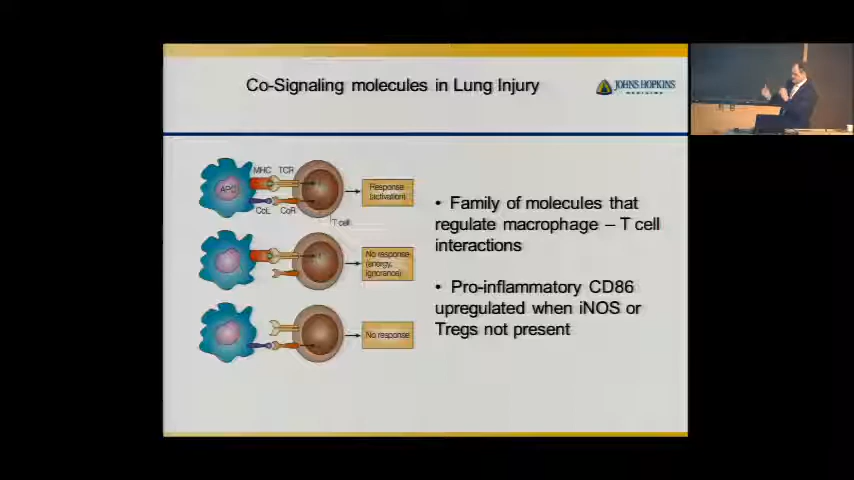 Co-Signaling molecules in Lung Injury
JOHNS HOPKINS
MEDICINE
MHC TCR
APC
CoL CoR
T cell
Response
(activation)
No response
(anergy,
ignorance)
No response
• Family of molecules that
regulate macrophage – T cell
interactions
• Pro-inflammatory CD86
upregulated when iNOS or
Tregs not present